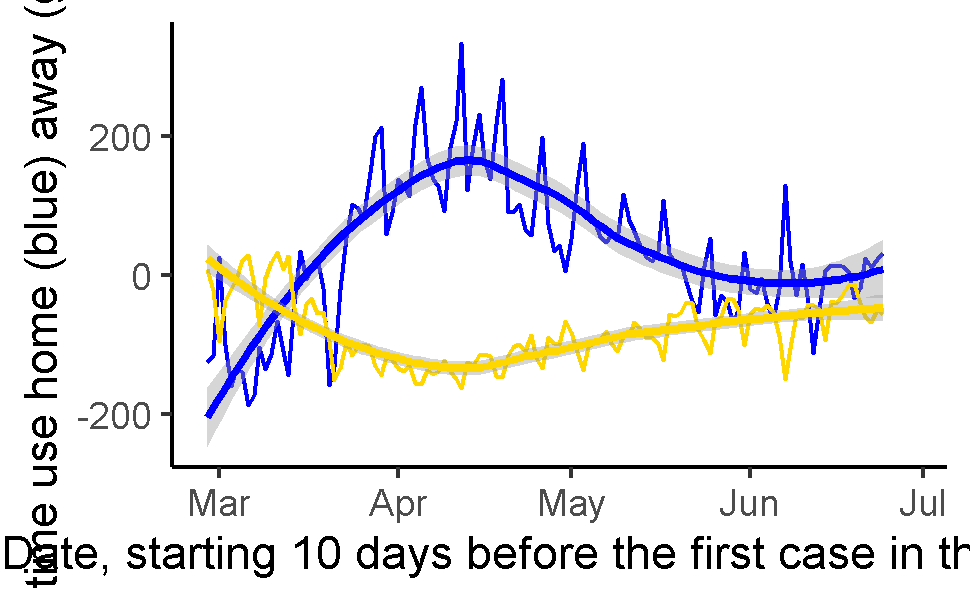 time use home (blue) away (g
200
0
-200
Mar Apr May Jun Jul
Date, starting 10 days before the first case in th